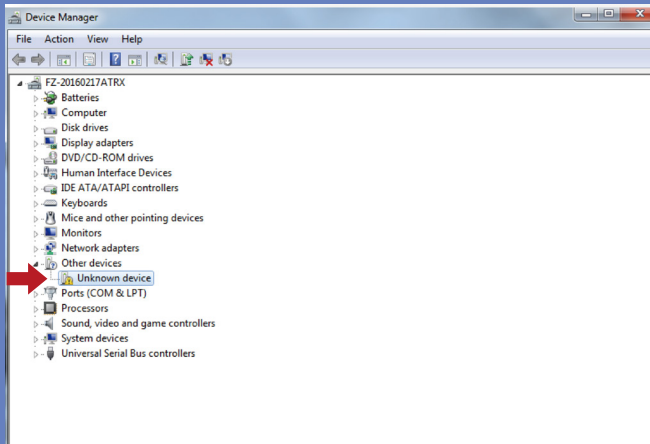 Device Manager
File Action View Help
FZ-20160217ATRX
Batteries
Computer
Disk drives
Display adapters
DVD/CD-ROM drives
Human Interface Devices
IDE ATA/ATAPI controllers
Keyboards
Mice and other pointing devices
Monitors
Network adapters
Other devices
Unknown device
Ports (COM & LPT)
Processors
Sound, video and game controllers
System devices
Universal Serial Bus controllers